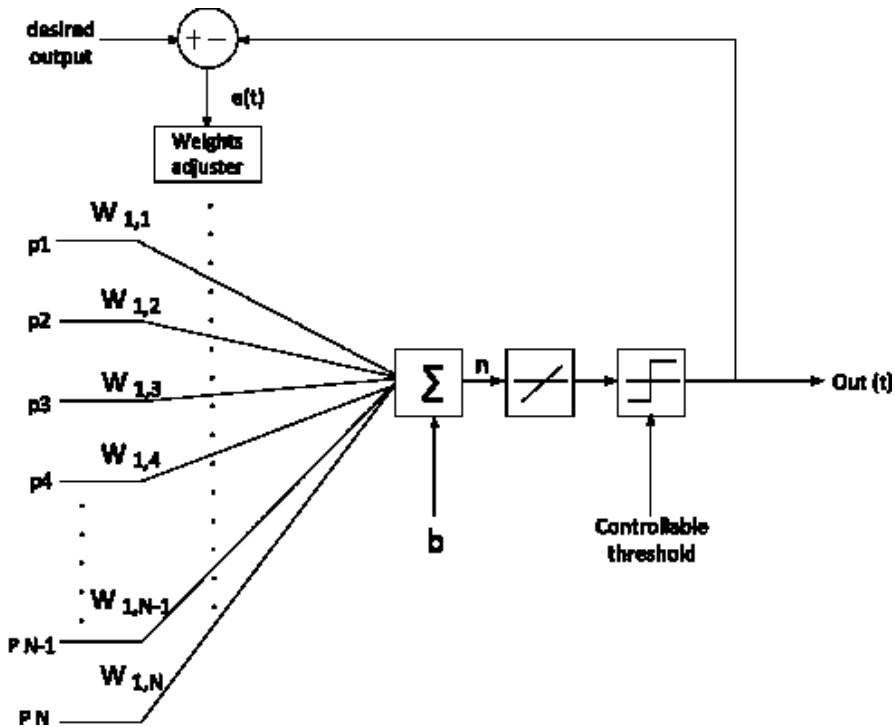 desired
output
+ −
e(t)
Weights
adjuster
W 1,1
p1
W 1,2
p2
W 1,3
p3
W 1,4
p4
Σ
n
Out (t)
b
Controllable
threshold
W 1,N-1
P N-1
W 1,N
P N